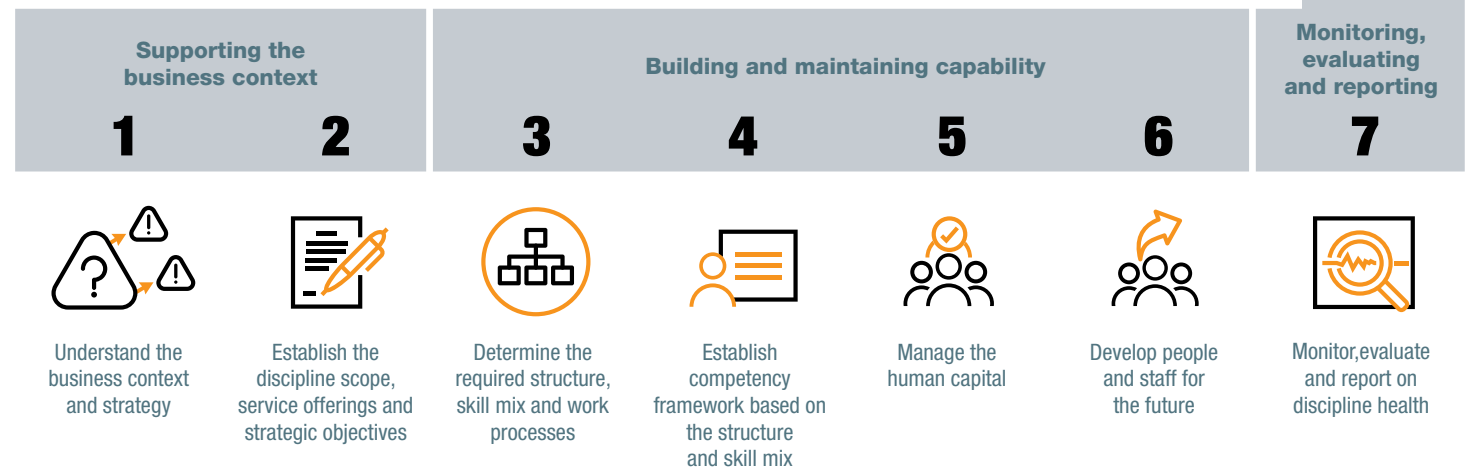 Supporting the
business context
Building and maintaining capability
Monitoring,
evaluating
and reporting
1
2
3
4
5
6
7
?
!
!
Understand the
business context
and strategy
Establish the
discipline scope,
service offerings and
strategic objectives
Determine the
required structure,
skill mix and work
processes
Establish
competency
framework based on
the structure
and skill mix
Manage the
human capital
Develop people
and staff for
the future
Monitor,evaluate
and report on
discipline health